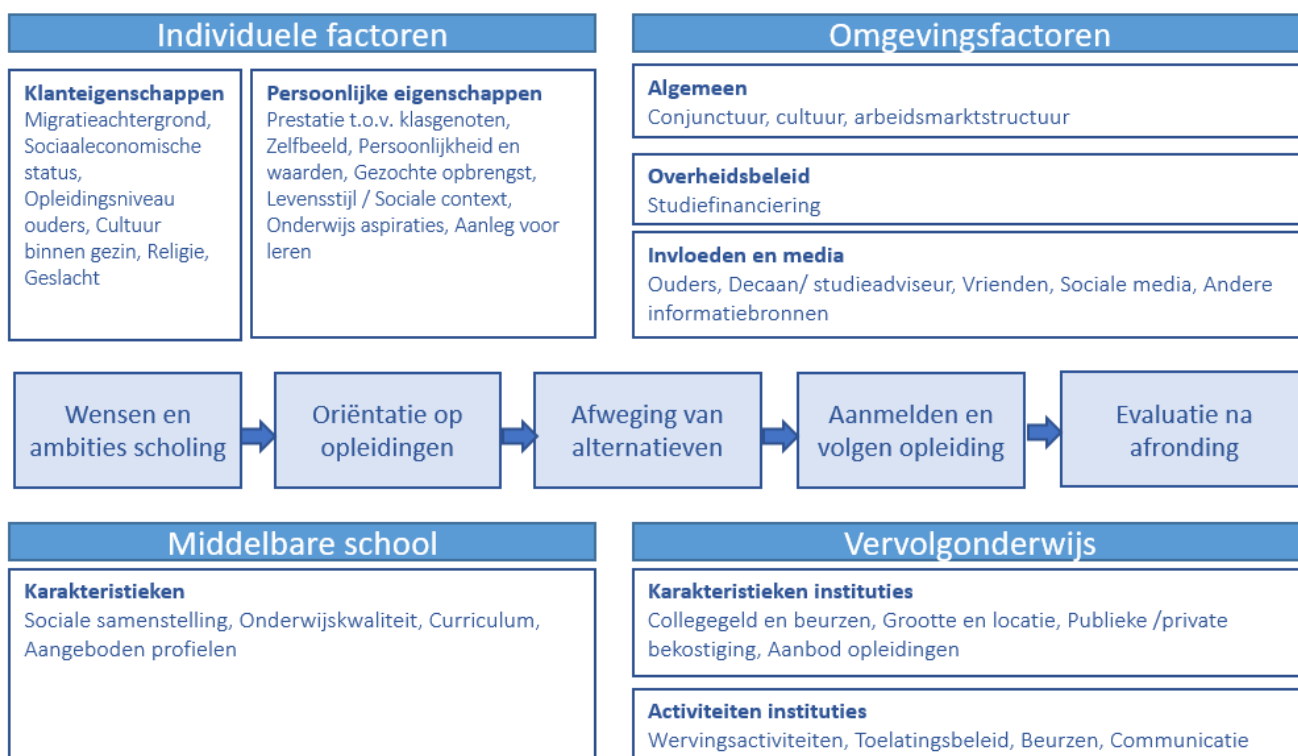 Individuele factoren
Klanteigenschappen
Migratieachtergrond,
Sociaaleconomische
status,
Opleidingsniveau
ouders, Cultuur
binnen gezin, Religie,
Geslacht
Persoonlijke eigenschappen
Prestatie t.o.v. klasgenoten,
Zelfbeeld, Persoonlijkheid en
waarden, Gezochte opbrengst,
Levensstijl / Sociale context,
Onderwijs aspiraties, Aanleg voor
leren
Omgevingsfactoren
Algemeen
Conjunctuur, cultuur, arbeidsmarktstructuur
Overheidsbeleid
Studiefinanciering
Invloeden en media
Ouders, Decaan/ studieadviseur, Vrienden, Sociale media, Andere
informatiebronnen
Wensen en
ambities scholing
Oriëntatie op
opleidingen
Afweging van
alternatieven
Aanmelden en
volgen opleiding
Evaluatie na
afronding
Middelbare school
Karakteristieken
Sociale samenstelling, Onderwijskwaliteit, Curriculum,
Aangeboden profielen
Vervolgonderwijs
Karakteristieken instituties
Collegegeld en beurzen, Grootte en locatie, Publieke /private
bekostiging, Aanbod opleidingen
Activiteiten instituties
Wervingsactiviteiten, Toelatingsbeleid, Beurzen, Communicatie